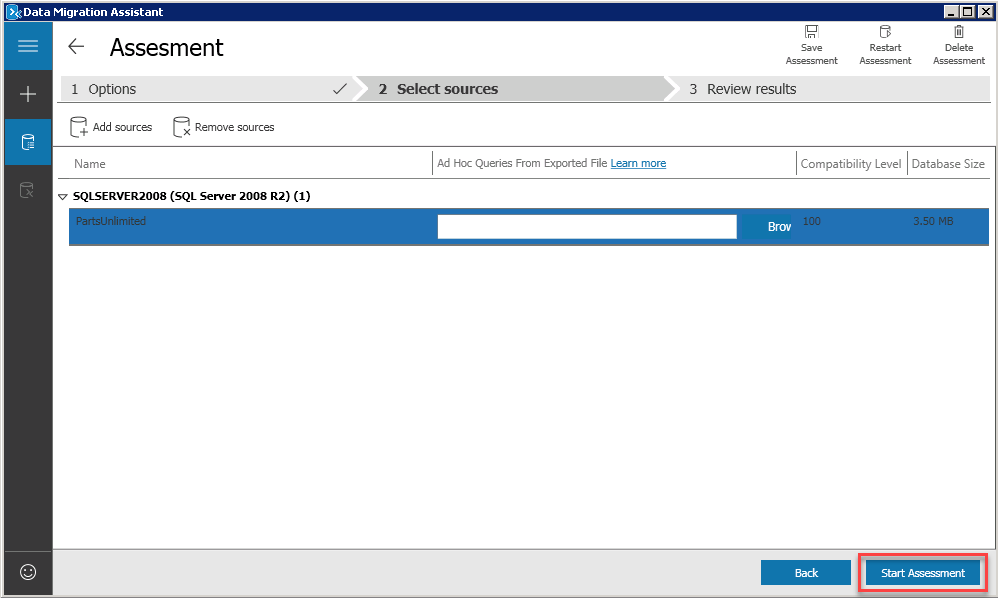 Data Migration Assistant
Assesment
Save Assessment
Restart Assessment
Delete Assessment
1 Options
2 Select sources
3 Review results
Add sources
Remove sources
Name
Ad Hoc Queries From Exported File Learn more
Compatibility Level
Database Size
SQLSERVER2008 (SQL Server 2008 R2) (1)
PartsUnlimited
Brow
100
3.50 MB
Back
Start Assessment